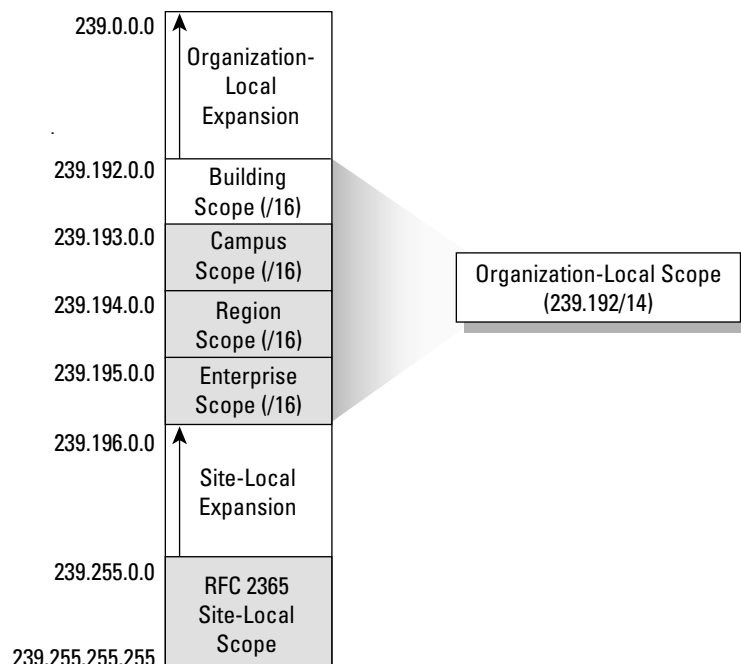 239.0.0.0
Organization-
Local
Expansion
.
239.192.0.0
Building
Scope (/16)
239.193.0.0
Campus
Scope (/16)
239.194.0.0
Region
Scope (/16)
239.195.0.0
Enterprise
Scope (/16)
Organization-Local Scope
(239.192/14)
239.196.0.0
Site-Local
Expansion
239.255.0.0
RFC 2365
Site-Local
Scope
239.255.255.255